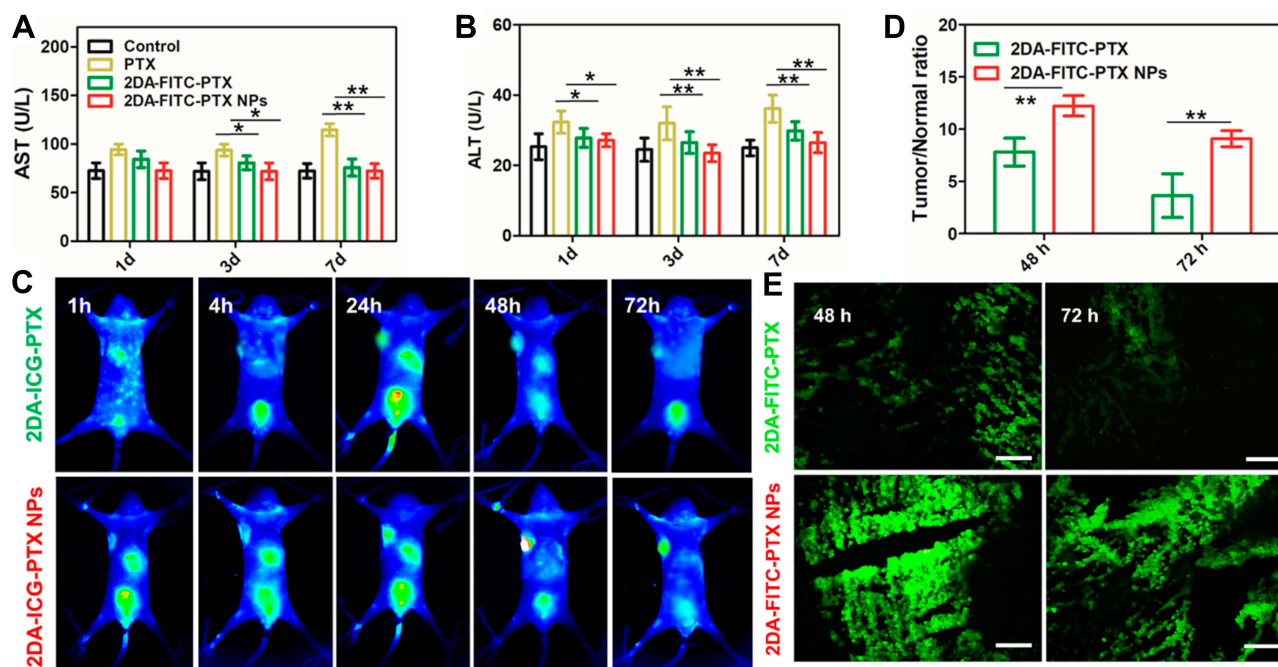 A
AST (U/L)
200
150
100
50
0
Control
PTX
2DA-FITC-PTX
2DA-FITC-PTX NPs
*
*
**
**
1d
3d
7d
B
ALT (U/L)
60
40
20
0
*
*
**
**
**
**
1d
3d
7d
D
Tumor/Normal ratio
20
15
10
5
0
2DA-FITC-PTX
2DA-FITC-PTX NPs
**
**
48 h
72 h
C
2DA-ICG-PTX
1h
4h
24h
48h
72h
2DA-ICG-PTX NPs
E
2DA-FITC-PTX
48 h
72 h
2DA-FITC-PTX NPs